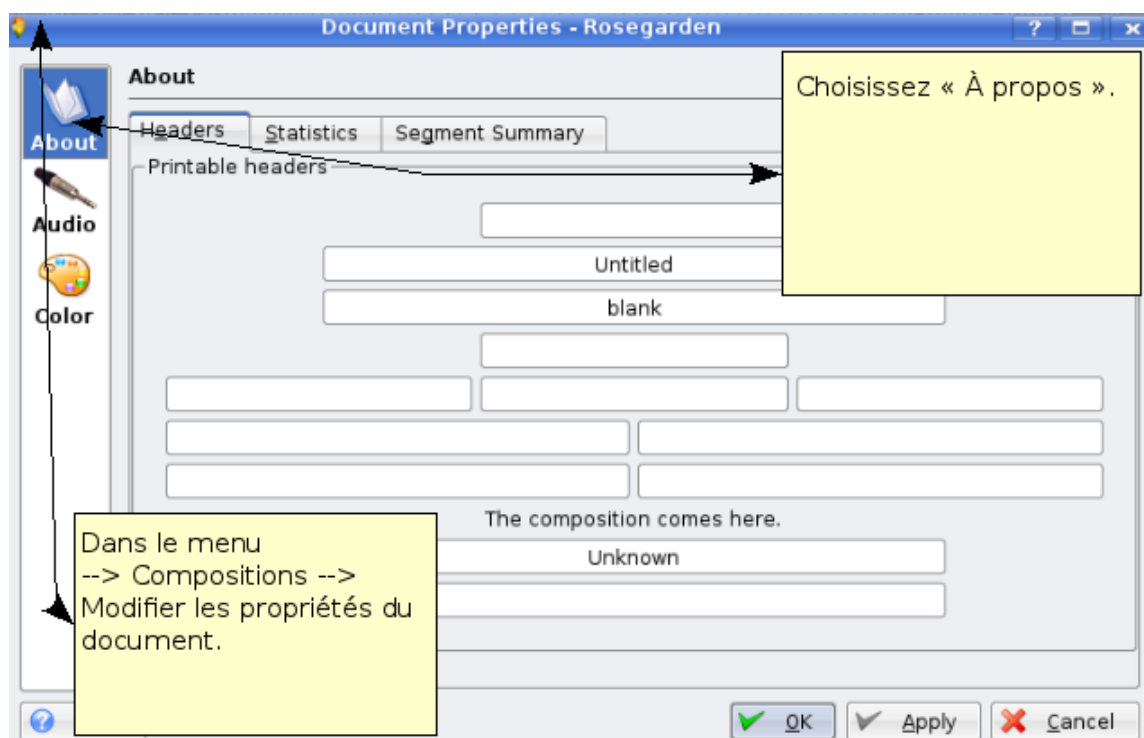 Document Properties - Rosegarden
?
About
Audio
Color
About
Headers Statistics Segment Summary
Printable headers
Untitled
blank
The composition comes here.
Unknown
Choisissez « À propos ».
Dans le menu
--> Compositions -->
Modifier les propriétés du
document.
?
OK Apply Cancel